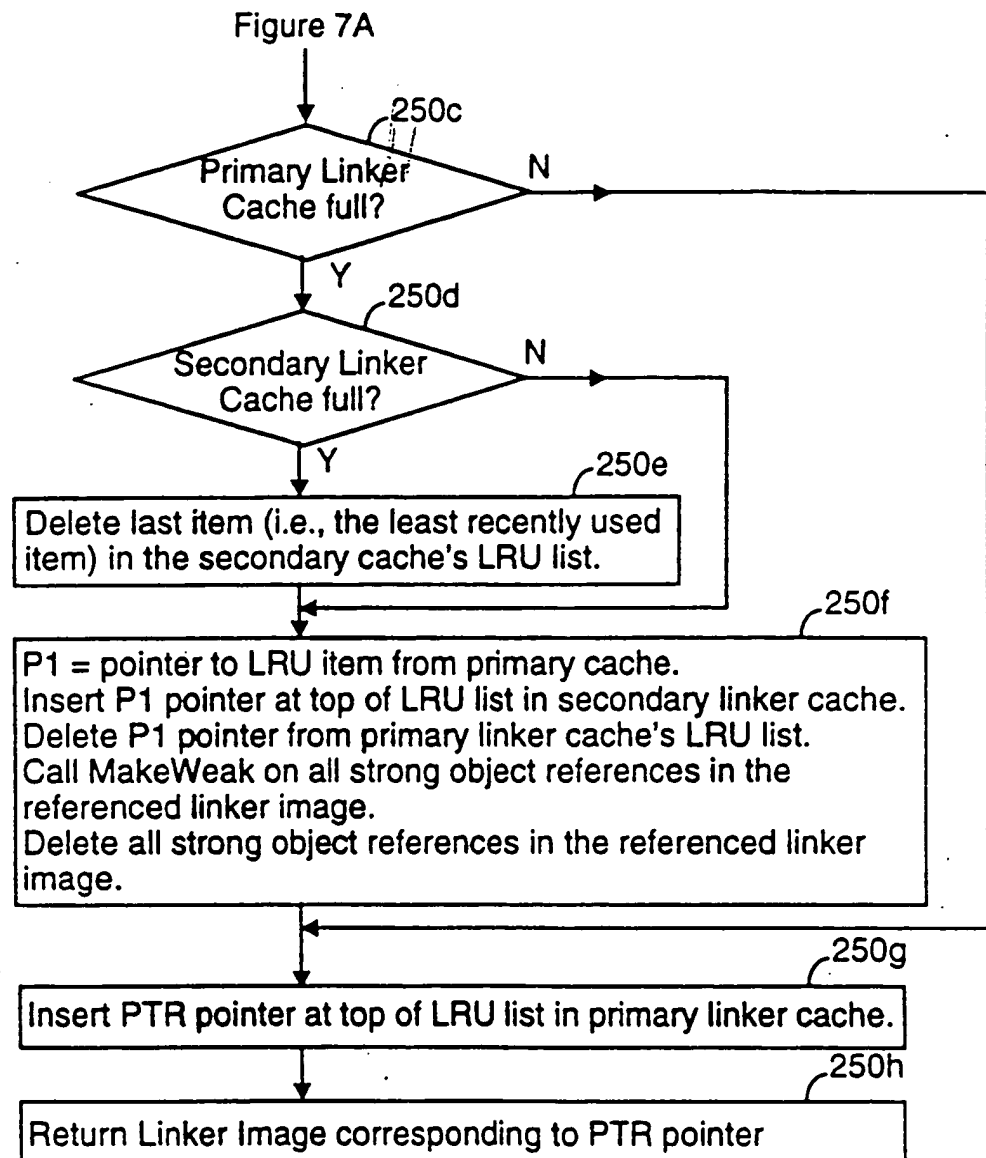 Figure 7A
250c
Primary Linker
Cache full?
N
Y
250d
Secondary Linker
Cache full?
N
Y
250e
Delete last item (i.e., the least recently used
item) in the secondary cache's LRU list.
250f
P1 = pointer to LRU item from primary cache.
Insert P1 pointer at top of LRU list in secondary linker cache.
Delete P1 pointer from primary linker cache's LRU list.
Call MakeWeak on all strong object references in the
referenced linker image.
Delete all strong object references in the referenced linker
image.
250g
Insert PTR pointer at top of LRU list in primary linker cache.
250h
Return Linker Image corresponding to PTR pointer